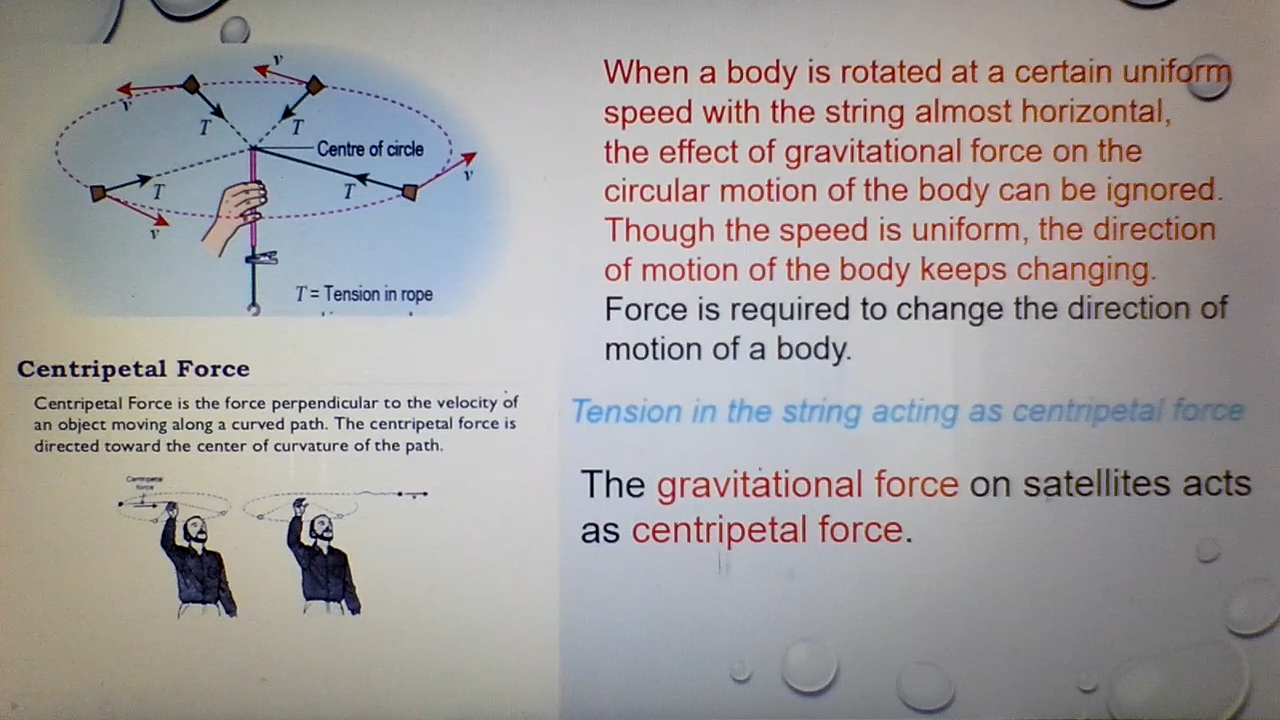 v
v
T
T
Centre of circle
T
T
v
v
T = Tension in rope
Centripetal Force
Centripetal Force is the force perpendicular to the velocity of
an object moving along a curved path. The centripetal force is
directed toward the center of curvature of the path.
Centripetal
force
When a body is rotated at a certain uniform
speed with the string almost horizontal,
the effect of gravitational force on the
circular motion of the body can be ignored.
Though the speed is uniform, the direction
of motion of the body keeps changing.
Force is required to change the direction of
motion of a body.
Tension in the string acting as centripetal force
The gravitational force on satellites acts
as centripetal force.